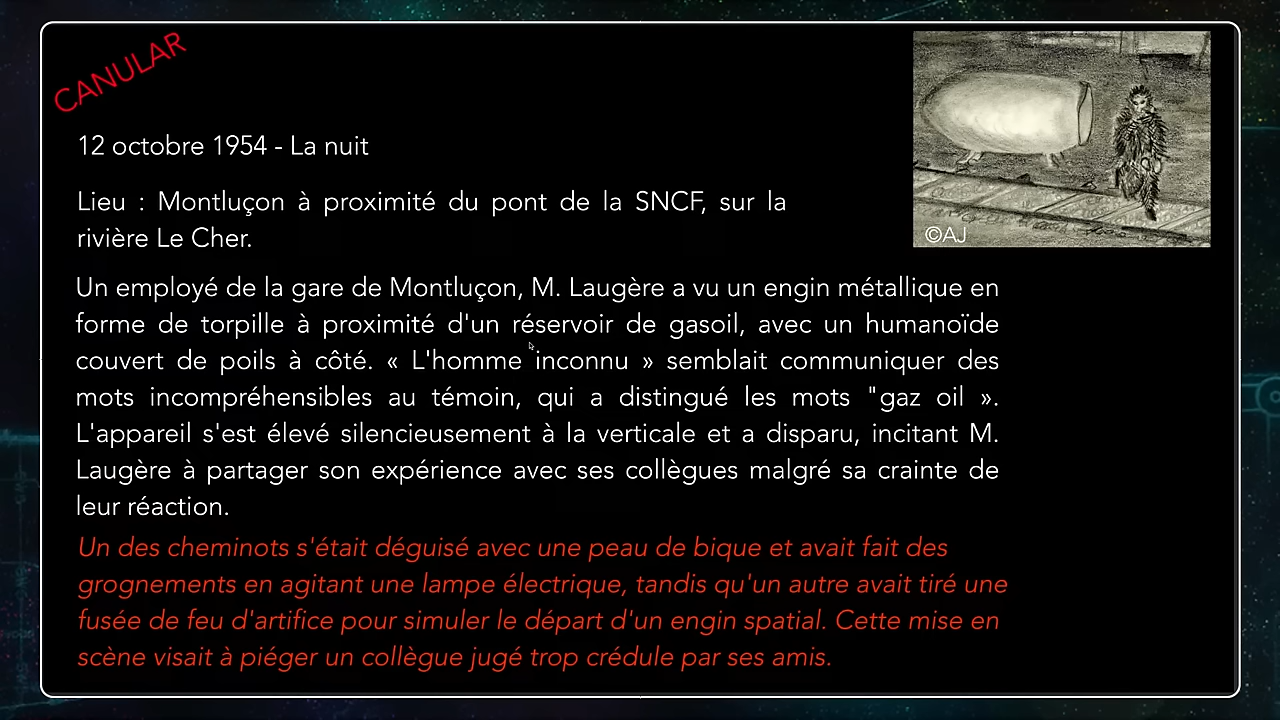 CANULAR
12 octobre 1954 - La nuit
Lieu : Montluçon à proximité du pont de la SNCF, sur la
rivière Le Cher.
©AJ
Un employé de la gare de Montluçon, M. Laugère a vu un engin métallique en
forme de torpille à proximité d'un réservoir de gasoil, avec un humanoïde
couvert de poils à côté. « L'homme inconnu » semblait communiquer des
mots incompréhensibles au témoin, qui a distingué les mots "gaz oil ».
L'appareil s'est élevé silencieusement à la verticale et a disparu, incitant M.
Laugère à partager son expérience avec ses collègues malgré sa crainte de
leur réaction.
Un des cheminots s'était déguisé avec une peau de bique et avait fait des
grognements en agitant une lampe électrique, tandis qu'un autre avait tiré une
fusée de feu d'artifice pour simuler le départ d'un engin spatial. Cette mise en
scène visait à piéger un collègue jugé trop crédule par ses amis.